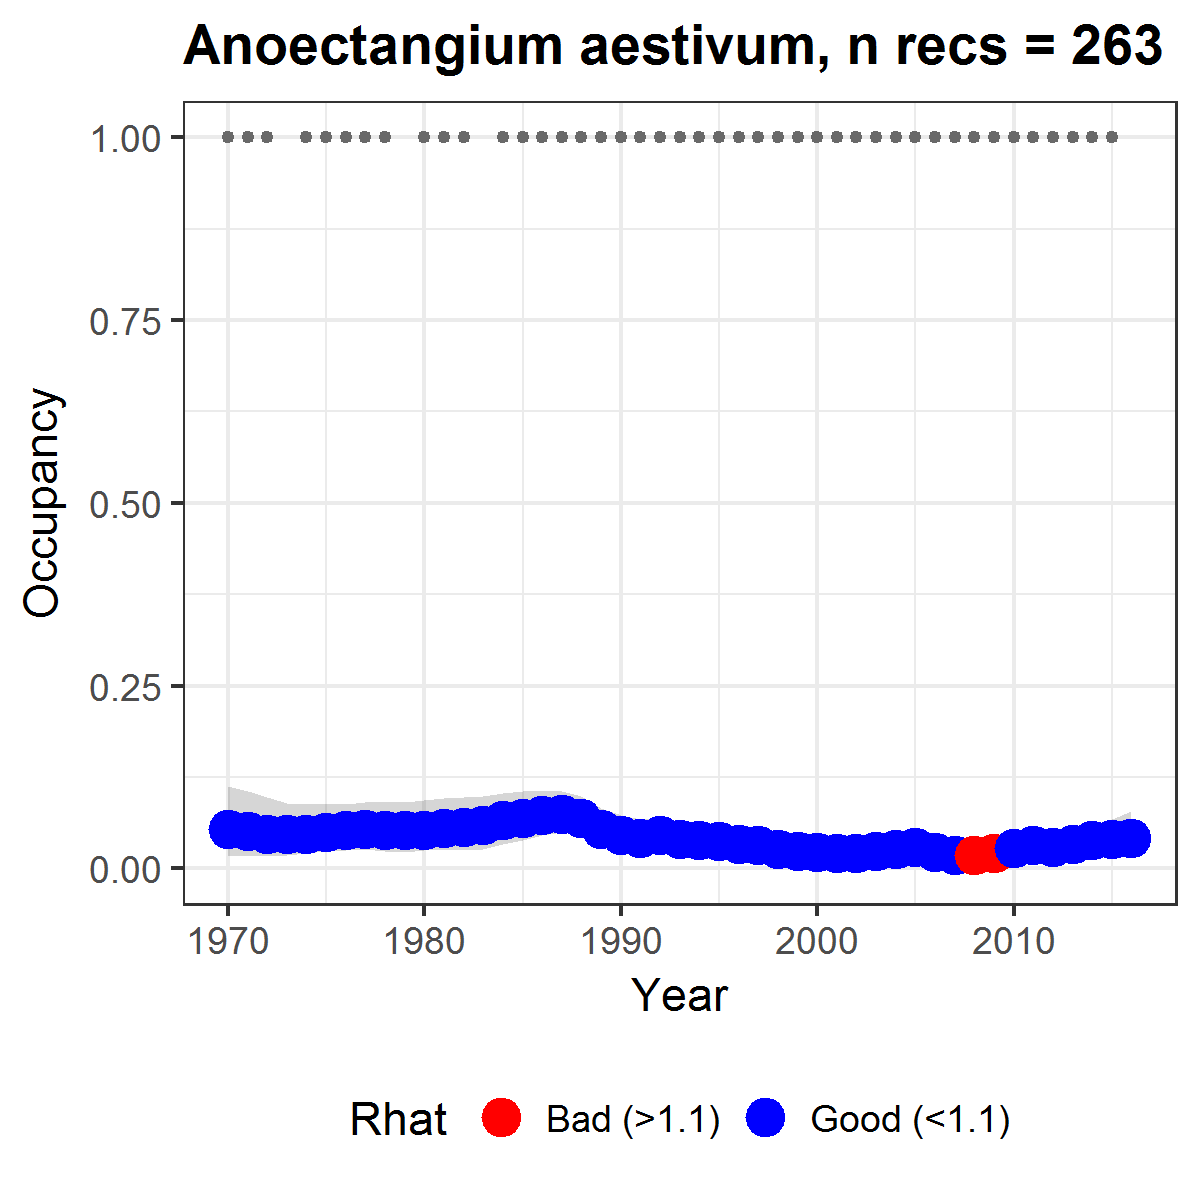 Anoectangium aestivum, n recs = 263
1.00
0.75
0.50
0.25
0.00
Occupancy
1970 1980 1990 2000 2010
Year
Rhat Bad (>1.1) Good (<1.1)